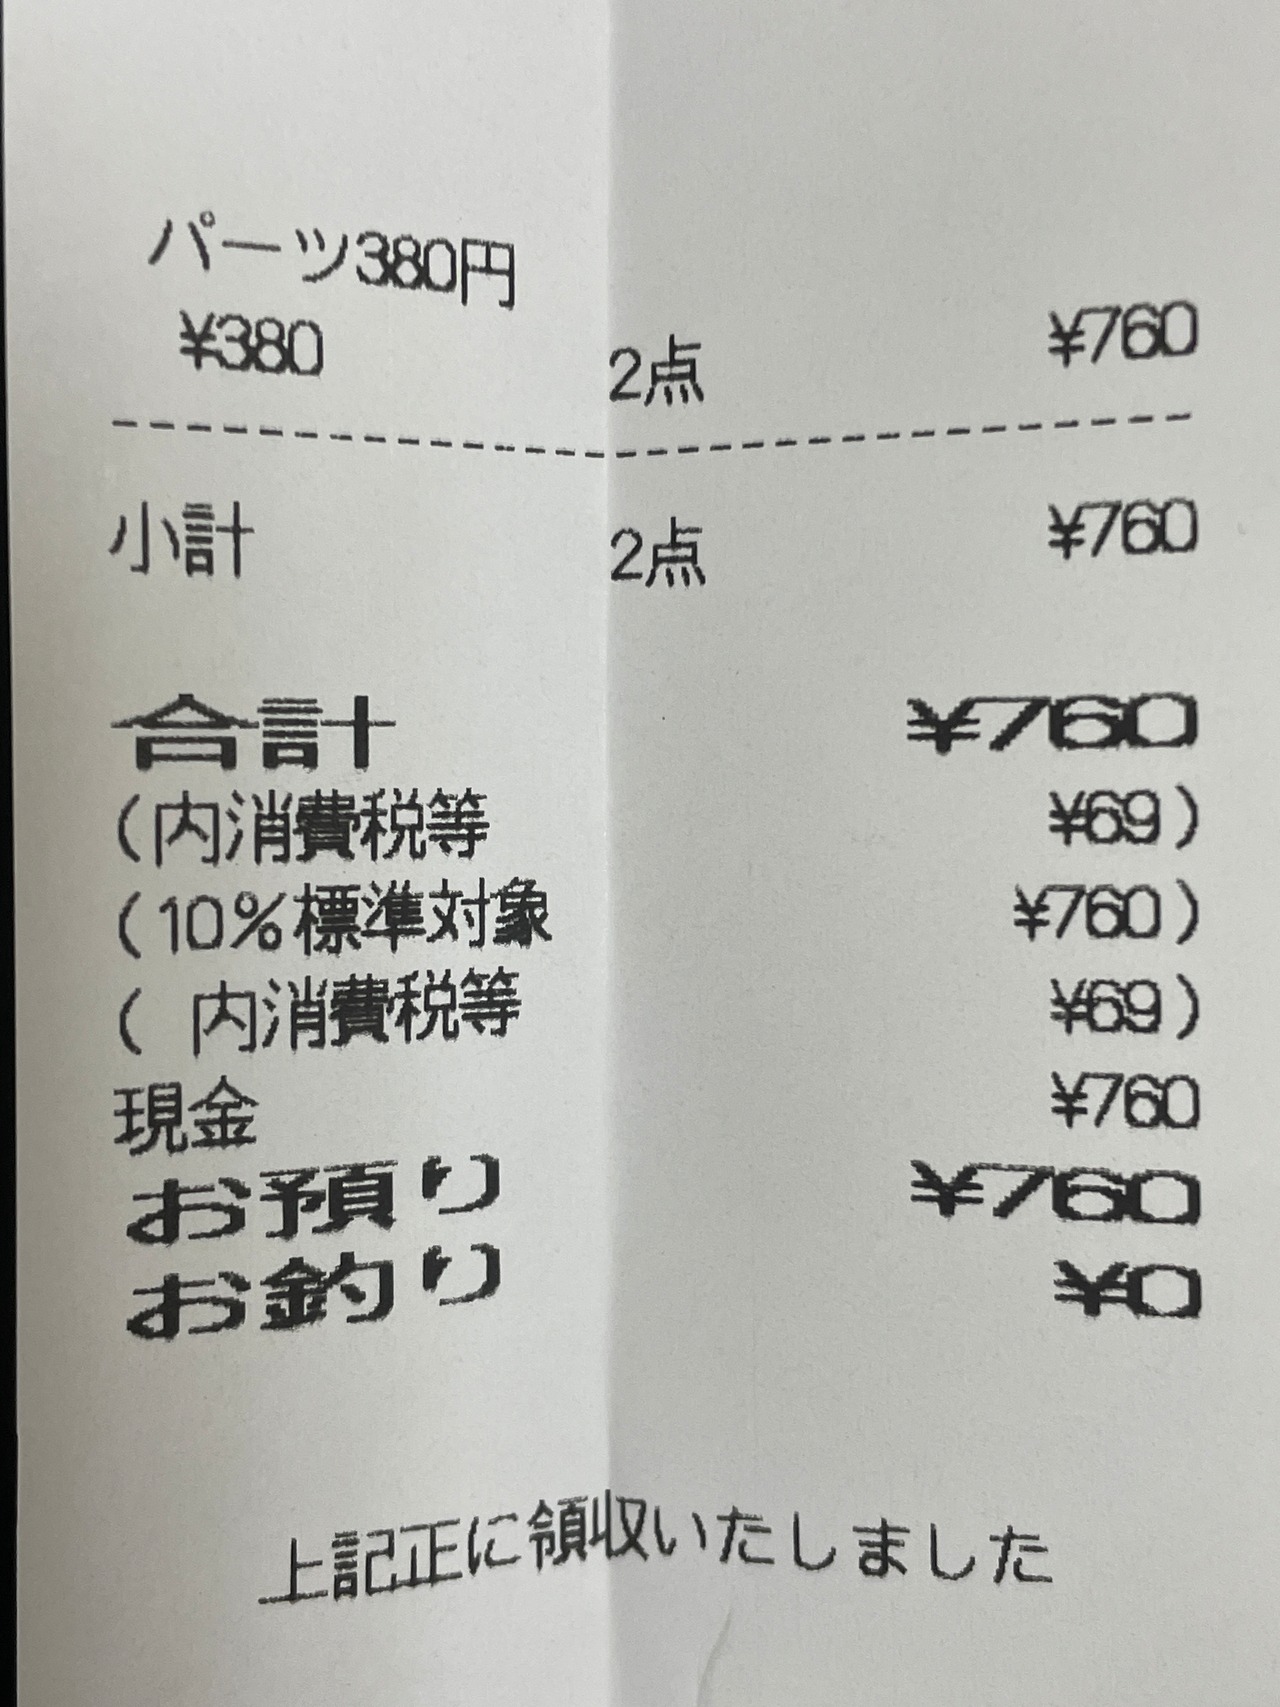 パーツ380円
¥380 2点 ¥760
小計 2点 ¥760
合計 ¥760
(内消費税等 ¥69)
(10%標準対象 ¥760)
( 内消費税等 ¥69)
現金 ¥760
お預り ¥760
お釣り ¥0
上記正に領収いたしました